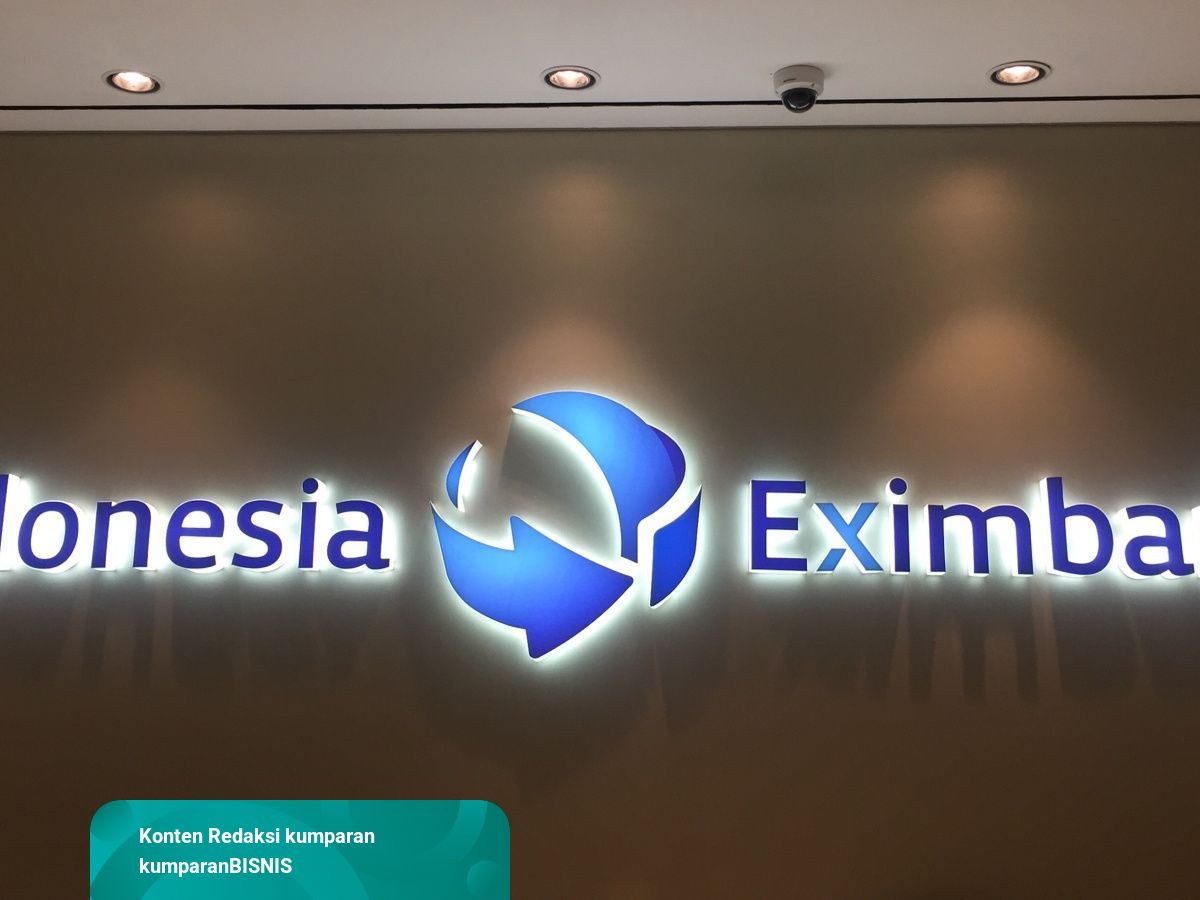 donesia Eximba
Konten Redaksi kumparan
kumparanBISNIS